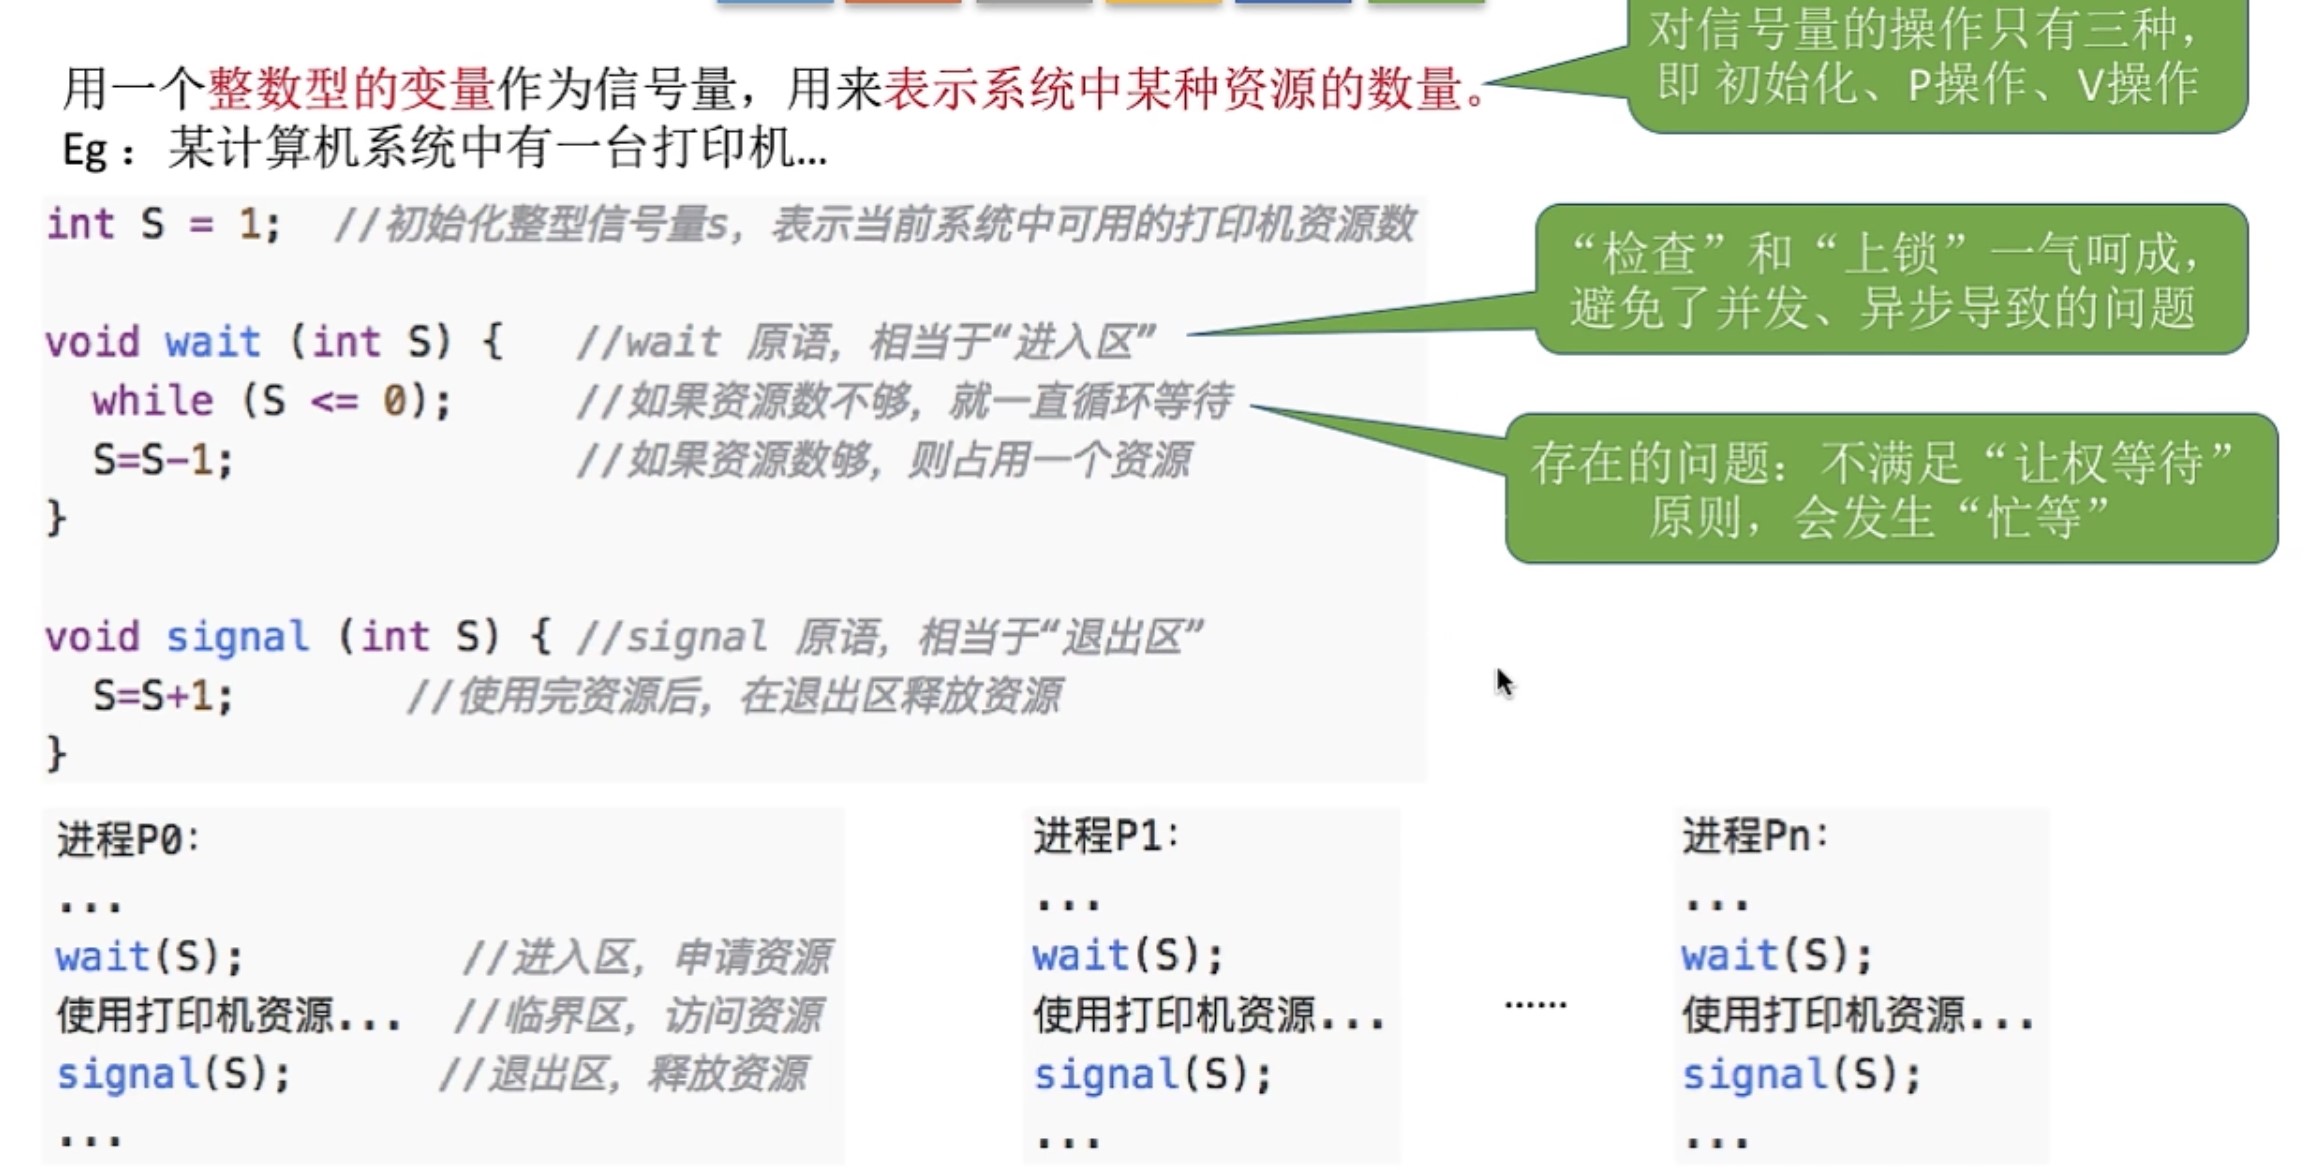 对信号量的操作只有三种，
即 初始化、P操作、V操作
用一个整数型的变量作为信号量，用来表示系统中某种资源的数量。
Eg：某计算机系统中有一台打印机...
int S = 1;  //初始化整型信号量s，表示当前系统中可用的打印机资源数
“检查”和“上锁”一气呵成，
避免了并发、异步导致的问题
void wait (int S) {  //wait 原语，相当于“进入区”
while (S <= 0);  //如果资源数不够，就一直循环等待
S=S-1;  //如果资源数够，则占用一个资源
}
存在的问题：不满足“让权等待”
原则，会发生“忙等”
void signal (int S) { //signal 原语，相当于“退出区”
S=S+1;  //使用完资源后，在退出区释放资源
}
进程P0：
...
wait(S);  //进入区，申请资源
使用打印机资源...  //临界区，访问资源
signal(S);  //退出区，释放资源
...
进程P1：
...
wait(S);
使用打印机资源...
signal(S);
...
......
进程Pn：
...
wait(S);
使用打印机资源...
signal(S);
...